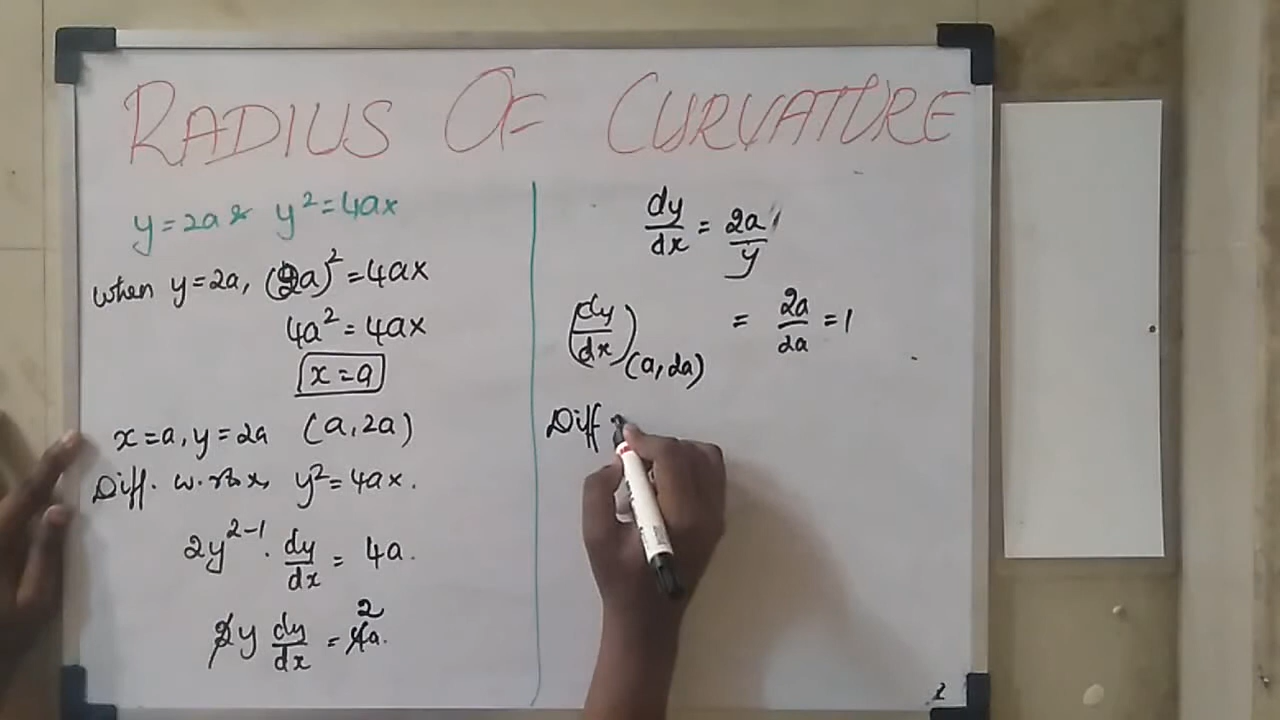 RADIUS OF CURVATURE
y = 2a & y² = 4ax
when y = 2a, (2a)² = 4ax
4a² = 4ax
x = a
x = a, y = 2a (a, 2a)
Diff. w.r.to x, y² = 4ax.
2y²⁻¹. dy/dx = 4a.
2y dy/dx = 4a. 2
dy/dx = 2a/y
(dy/dx)(a, 2a) = 2a/2a = 1
Diff
2